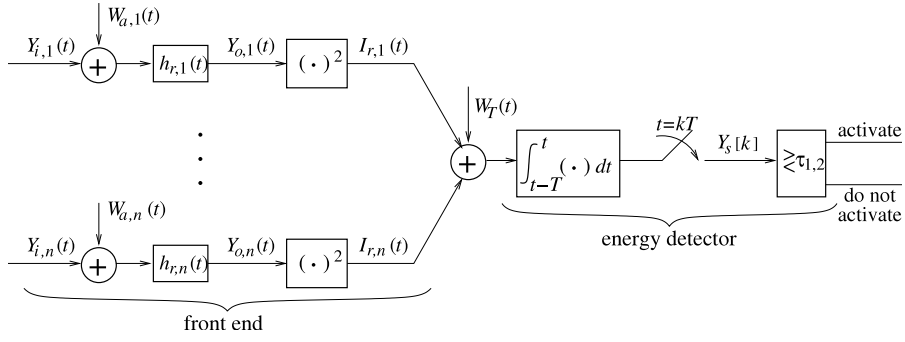 W_{a,1}(t)
Y_{i,1}(t)
+
h_{r,1}(t)
Y_{o,1}(t)
(·)^2
I_{r,1}(t)
W_T(t)
+
∫_{t−T}^{t} (·) dt
t=kT
Y_s[k]
≷τ_{1,2}
activate
do not
activate
energy detector
W_{a,n}(t)
Y_{i,n}(t)
+
h_{r,n}(t)
Y_{o,n}(t)
(·)^2
I_{r,n}(t)
front end